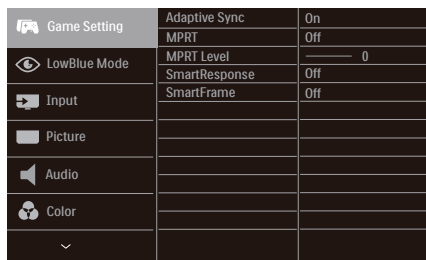 Game Setting
LowBlue Mode
Input
Picture
Audio
Color
Adaptive Sync On
MPRT Off
MPRT Level 0
SmartResponse Off
SmartFrame Off